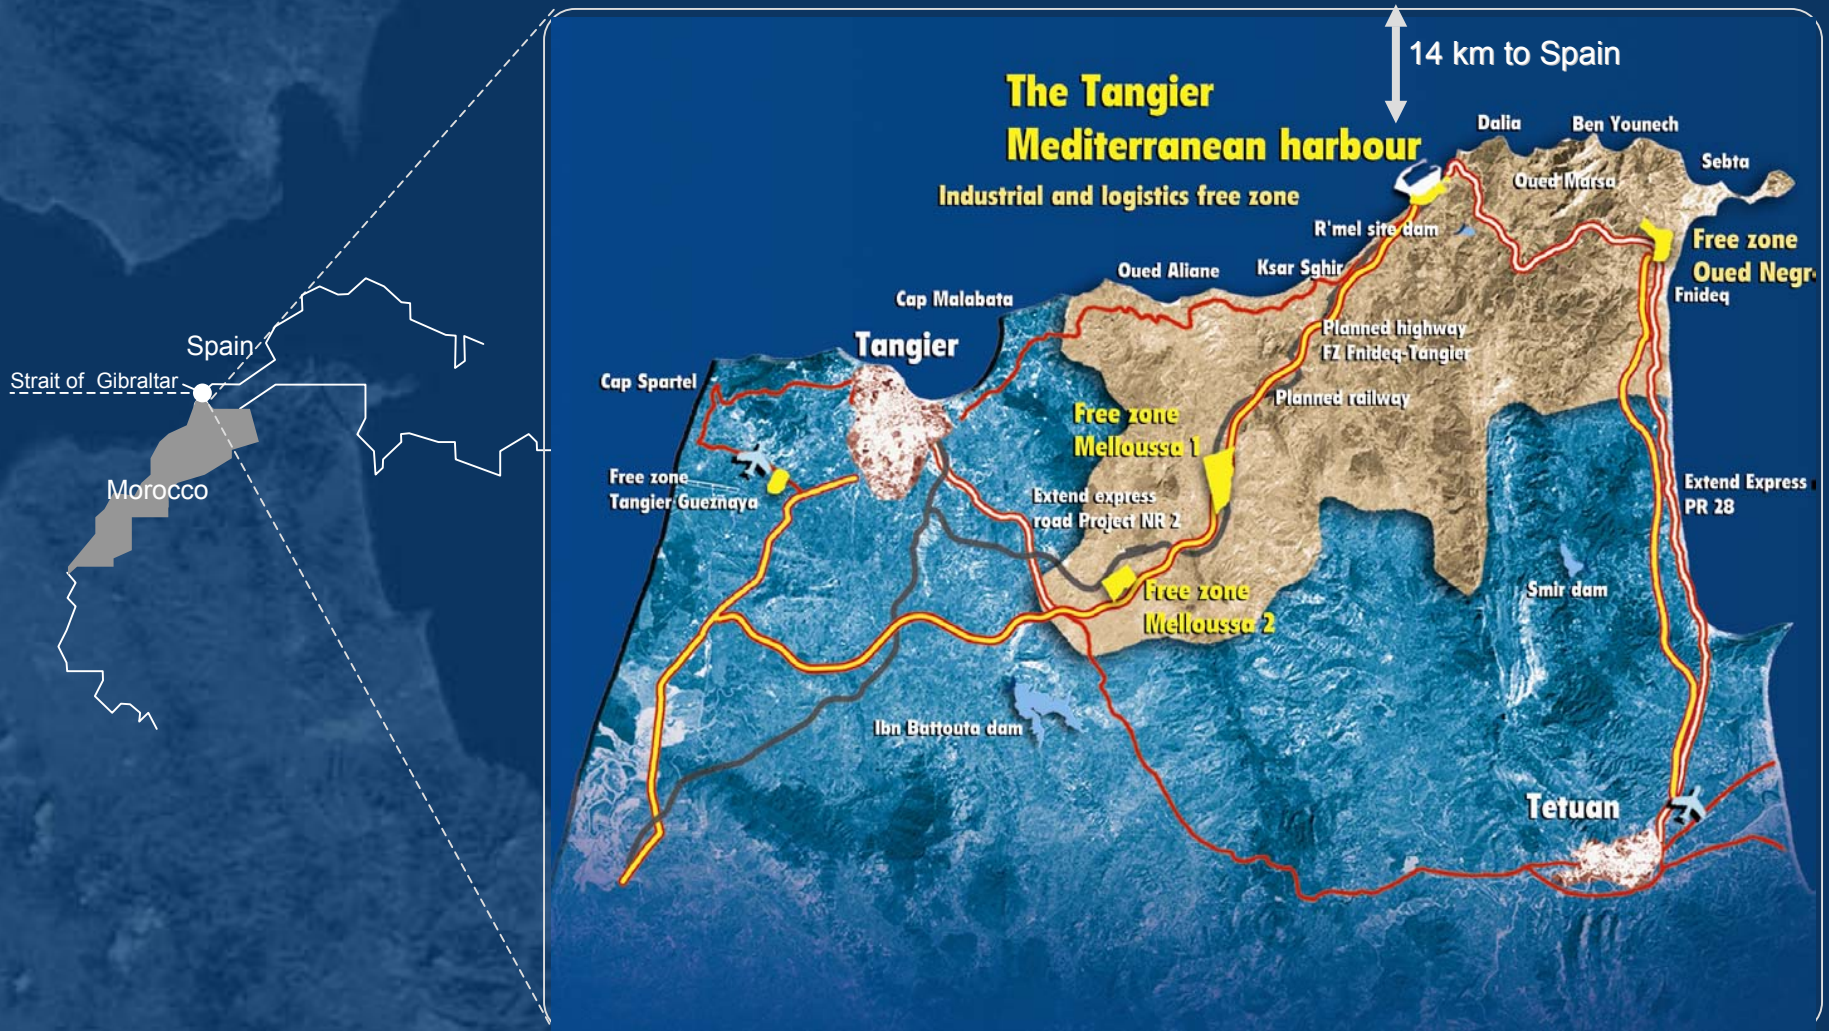 14 km to Spain
The Tangier
Mediterranean harbour
Industrial and logistics free zone
Dalia
Ben Younech
Sebta
Oued Marsa
R'mel site dam
Free zone
Oued Negr
Fnideq
Oued Aliane
Ksar Sghir
Cap Malabata
Planned highway
FZ Fnideq-Tangier
Tangier
Cap Spartel
Planned railway
Free zone
Melloussa 1
Free zone
Tangier Gueznaya
Extend express
road Project NR 2
Extend Express
PR 28
Free zone
Melloussa 2
Smir dam
Ibn Battouta dam
Tetuan
Spain
Strait of Gibraltar
Morocco